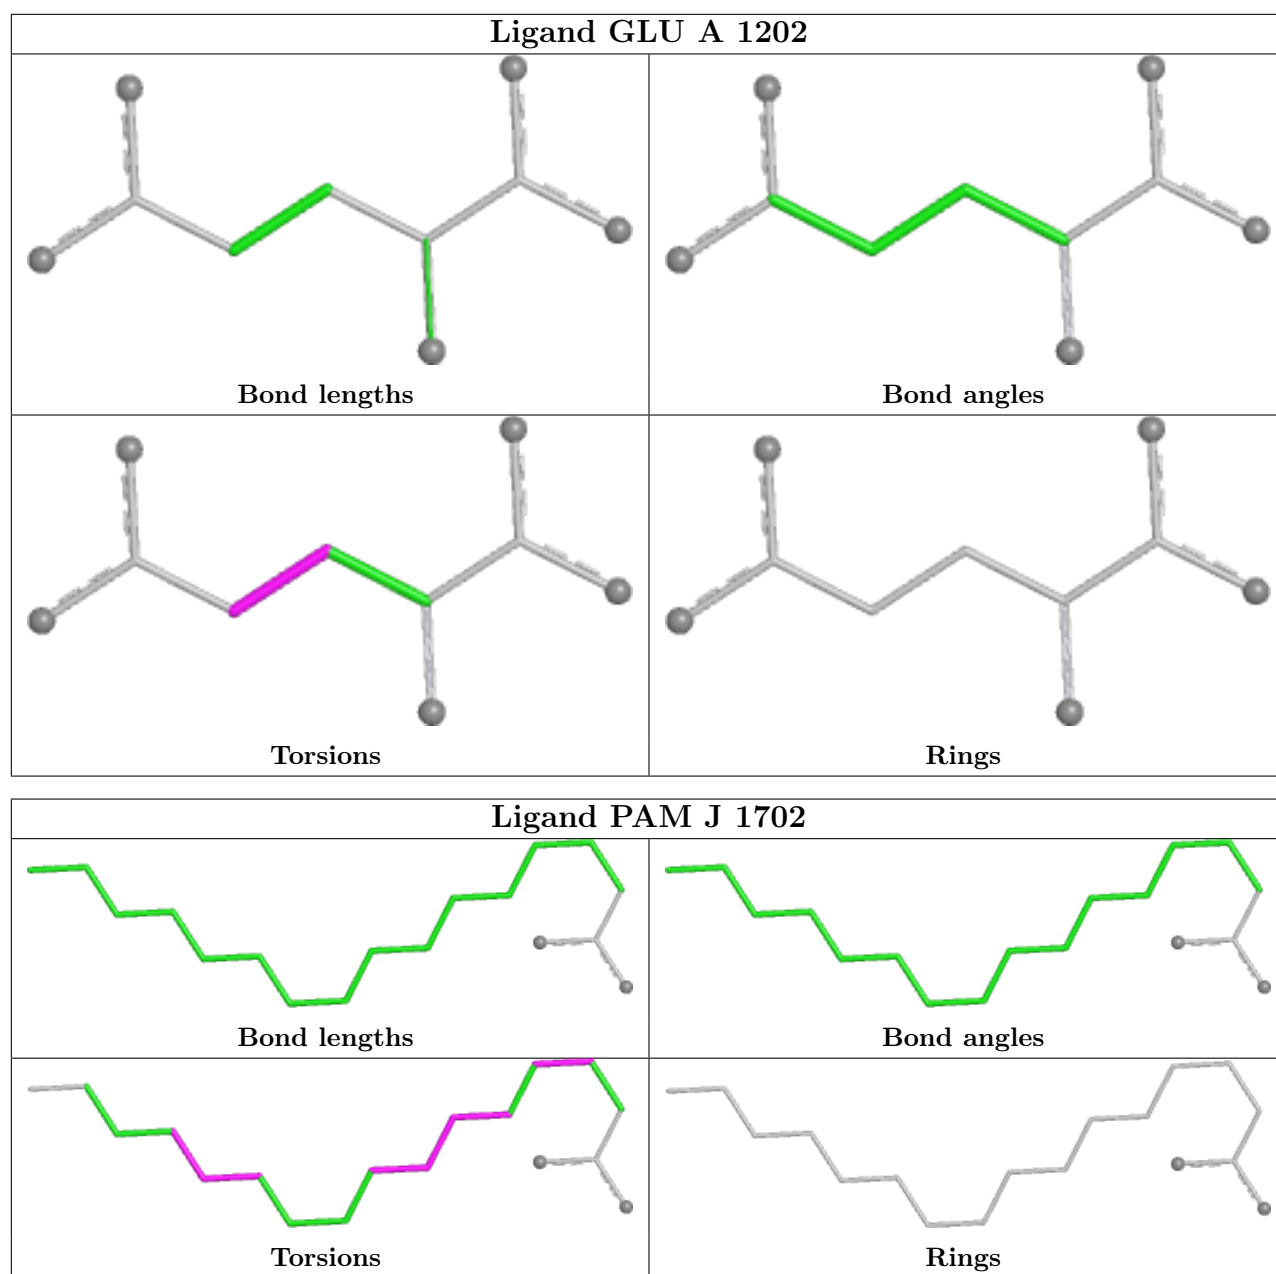 Ligand GLU A 1202
Bond lengths
Bond angles
Torsions
Rings
Ligand PAM J 1702
Bond lengths
Bond angles
Torsions
Rings